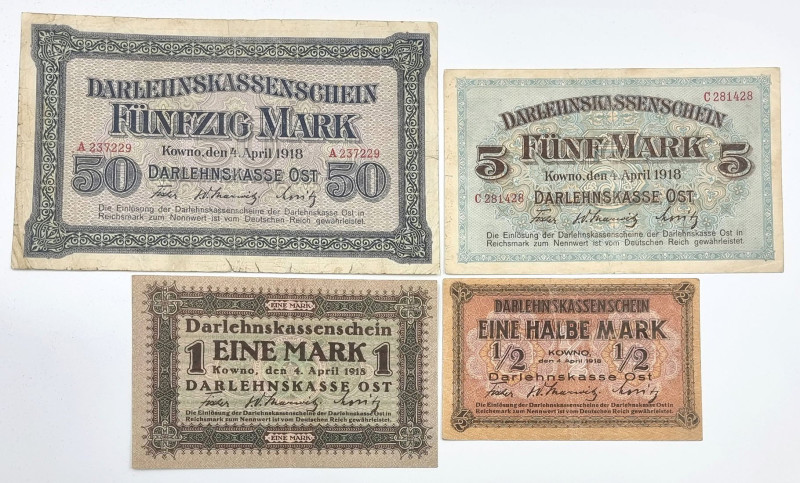 DARLEHNSKASSENSCHEIN
FÜNFZIG MARK
A 237229
Kowno, den 4. April 1918
A 237229
50 DARLEHNSKASSE OST 50
Die Einlösung der Darlehnskassenscheine der Darlehnskasse Ost in
Reichsmark zum Nennwert ist vom Deutschen Reich gewährleistet.
C 281428
DARLEHNSKASSENSCHEIN
5 FÜNF MARK 5
Kowno, den 4. April 1918
C 281428 DARLEHNSKASSE OST
Die Einlösung der Darlehnskassenscheine der Darlehnskasse Ost in
Reichsmark zum Nennwert ist vom Deutschen Reich gewährleistet.
EINE MARK EINE MARK
Darlehnskassenschein
1 EINE MARK 1
Kowno, den 4. April 1918
DARLEHNSKASSE OST
Die Einlösung der Darlehnskassenscheine der Darlehnskasse Ost in
Reichsmark zum Nennwert ist vom Deutschen Reich gewährleistet.
EINE MARK EINE MARK
DARLEHNSKASSENSCHEIN
EINE HALBE MARK
1/2 KOWNO, 1/2
den 4. April 1918
Darlehnskasse Ost
Die Einlösung der Darlehnskassenscheine der Darlehnskasse Ost in
Reichsmark zum Nennwert ist vom Deutschen Reich gewährleistet.